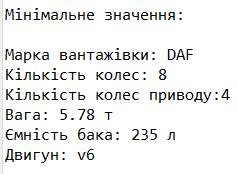 Мінімальне значення:

Марка вантажівки: DAF
Кількість колес: 8
Кількість колес приводу:4
Вага: 5.78 т
Ємність бака: 235 л
Двигун: v6